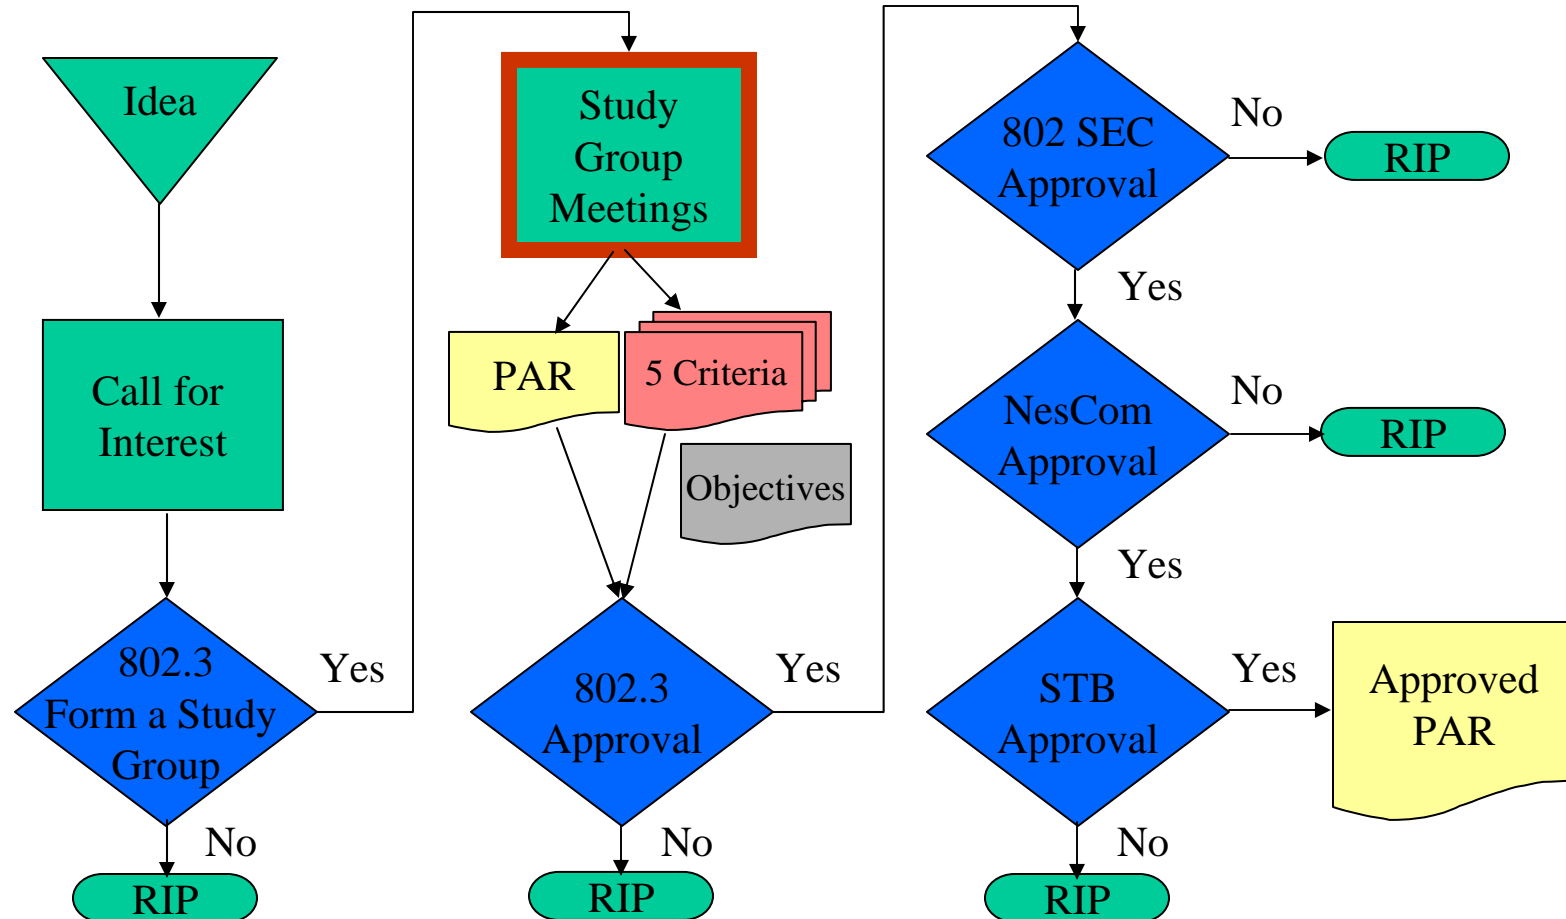 Idea
Call for
Interest
802.3
Form a Study
Group
Yes
No
RIP
Study
Group
Meetings
PAR
5 Criteria
Objectives
802.3
Approval
Yes
No
RIP
802 SEC
Approval
No
RIP
Yes
NesCom
Approval
No
RIP
Yes
STB
Approval
Yes
Approved
PAR
No
RIP